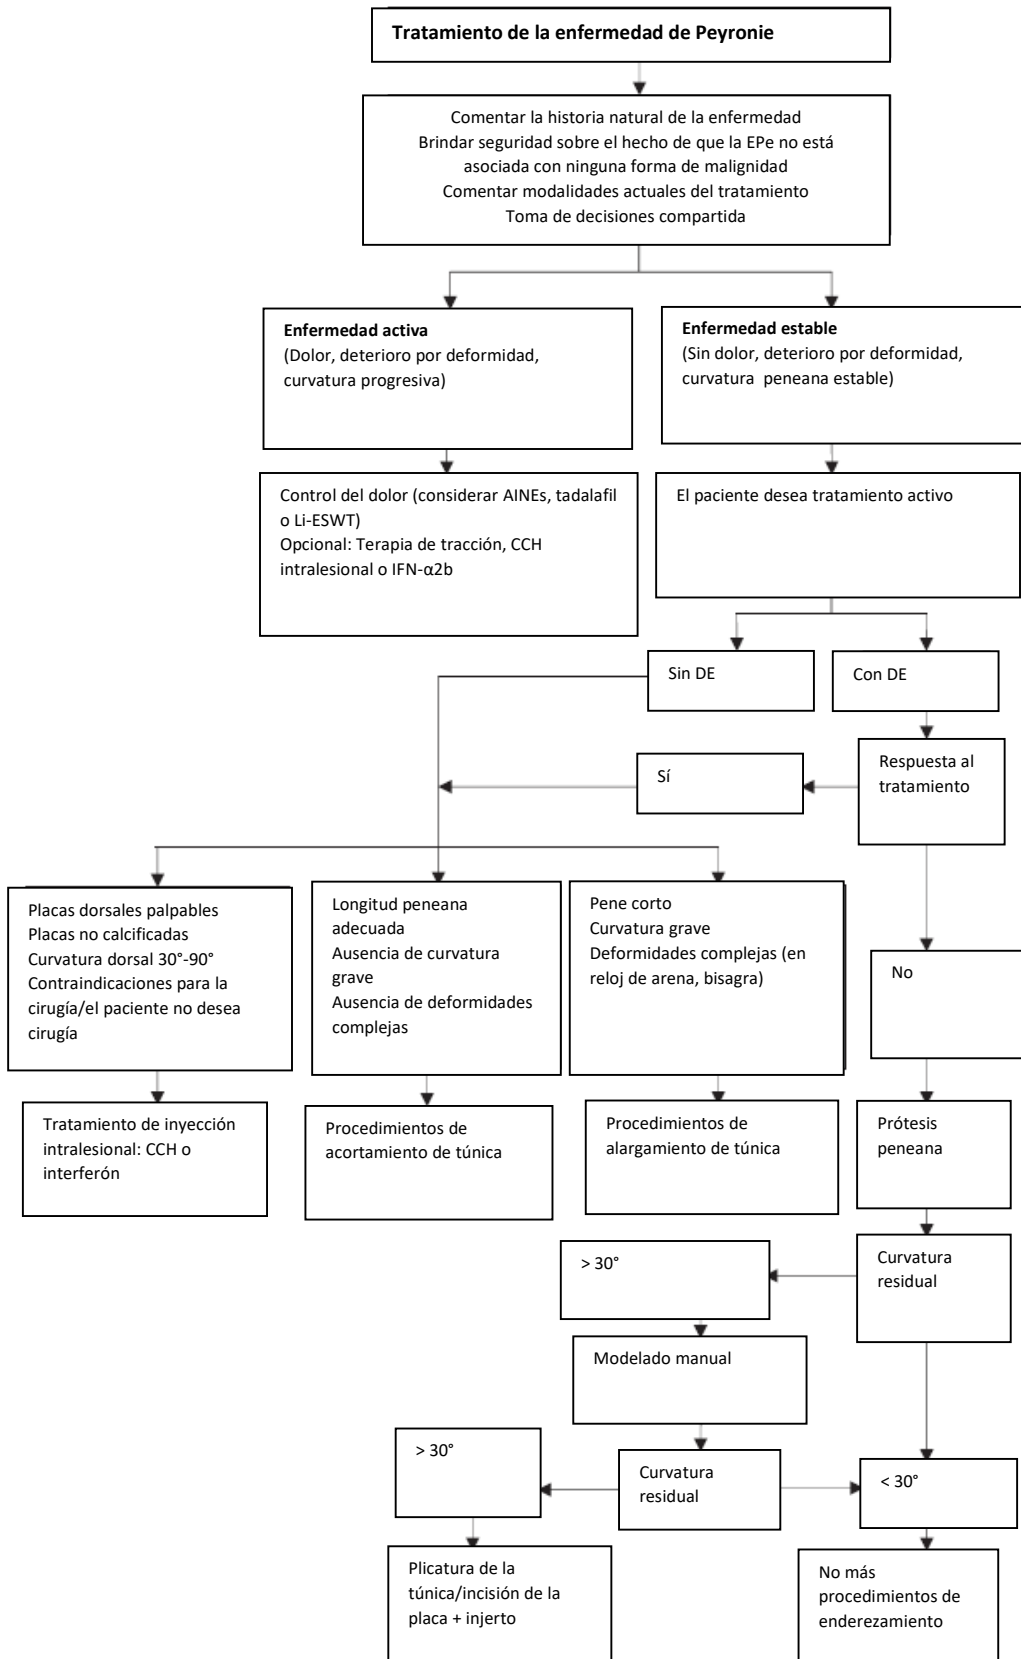 Tratamiento de la enfermedad de Peyronie
Comentar la historia natural de la enfermedad
Brindar seguridad sobre el hecho de que la EPe no está
asociada con ninguna forma de malignidad
Comentar modalidades actuales del tratamiento
Toma de decisiones compartida
Enfermedad activa
(Dolor, deterioro por deformidad,
curvatura progresiva)
Enfermedad estable
(Sin dolor, deterioro por deformidad,
curvatura peneana estable)
Control del dolor (considerar AINEs, tadalafil
o Li-ESWT)
Opcional: Terapia de tracción, CCH
intralesional o IFN-α2b
El paciente desea tratamiento activo
Sin DE
Con DE
Respuesta al
tratamiento
Sí
Placas dorsales palpables
Placas no calcificadas
Curvatura dorsal 30°-90°
Contraindicaciones para la
cirugía/el paciente no desea
cirugía
Longitud peneana
adecuada
Ausencia de curvatura
grave
Ausencia de deformidades
complejas
Pene corto
Curvatura grave
Deformidades complejas (en
reloj de arena, bisagra)
No
Tratamiento de inyección
intralesional: CCH o
interferón
Procedimientos de
acortamiento de túnica
Procedimientos de
alargamiento de túnica
Prótesis
peneana
Curvatura
residual
> 30°
Modelado manual
Curvatura
residual
> 30°
< 30°
Plicatura de la
túnica/incisión de la
placa + injerto
No más
procedimientos de
enderezamiento